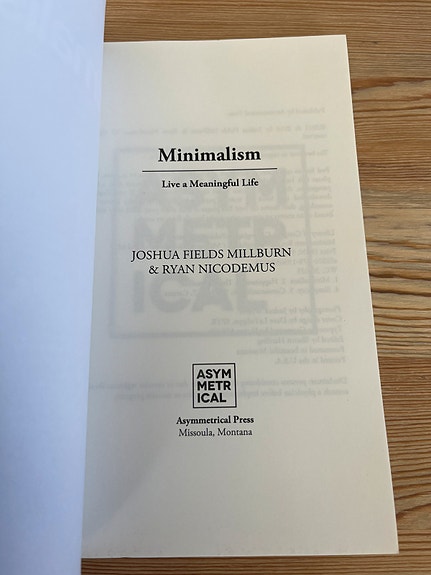 Minimalism
Live a Meaningful Life
JOSHUA FIELDS MILLBURN
& RYAN NICODEMUS
ASYM
METR
ICAL
Asymmetrical Press
Missoula, Montana